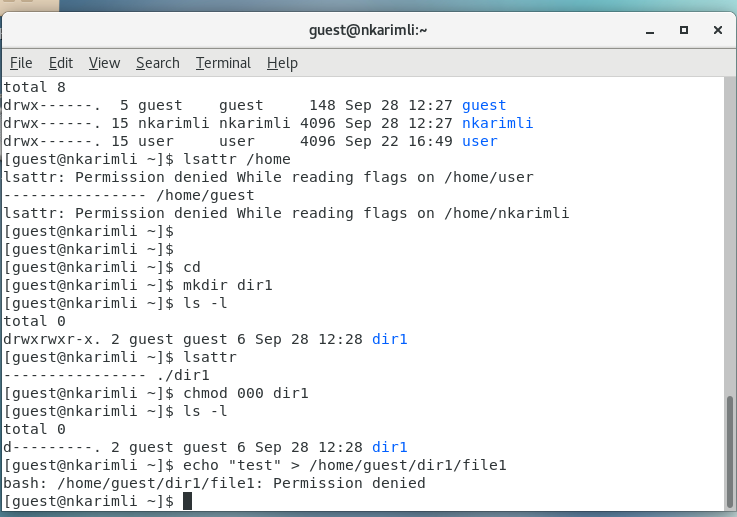 guest@nkarimli:~
File Edit View Search Terminal Help
total 8
drwx------.  5 guest    guest     148 Sep 28 12:27 guest
drwx------. 15 nkarimli nkarimli 4096 Sep 28 12:27 nkarimli
drwx------. 15 user     user     4096 Sep 22 16:49 user
[guest@nkarimli ~]$ lsattr /home
lsattr: Permission denied While reading flags on /home/user
---------------- /home/guest
lsattr: Permission denied While reading flags on /home/nkarimli
[guest@nkarimli ~]$
[guest@nkarimli ~]$
[guest@nkarimli ~]$ cd
[guest@nkarimli ~]$ mkdir dir1
[guest@nkarimli ~]$ ls -l
total 0
drwxrwxr-x. 2 guest guest 6 Sep 28 12:28 dir1
[guest@nkarimli ~]$ lsattr
---------------- ./dir1
[guest@nkarimli ~]$ chmod 000 dir1
[guest@nkarimli ~]$ ls -l
total 0
d---------. 2 guest guest 6 Sep 28 12:28 dir1
[guest@nkarimli ~]$ echo "test" > /home/guest/dir1/file1
bash: /home/guest/dir1/file1: Permission denied
[guest@nkarimli ~]$